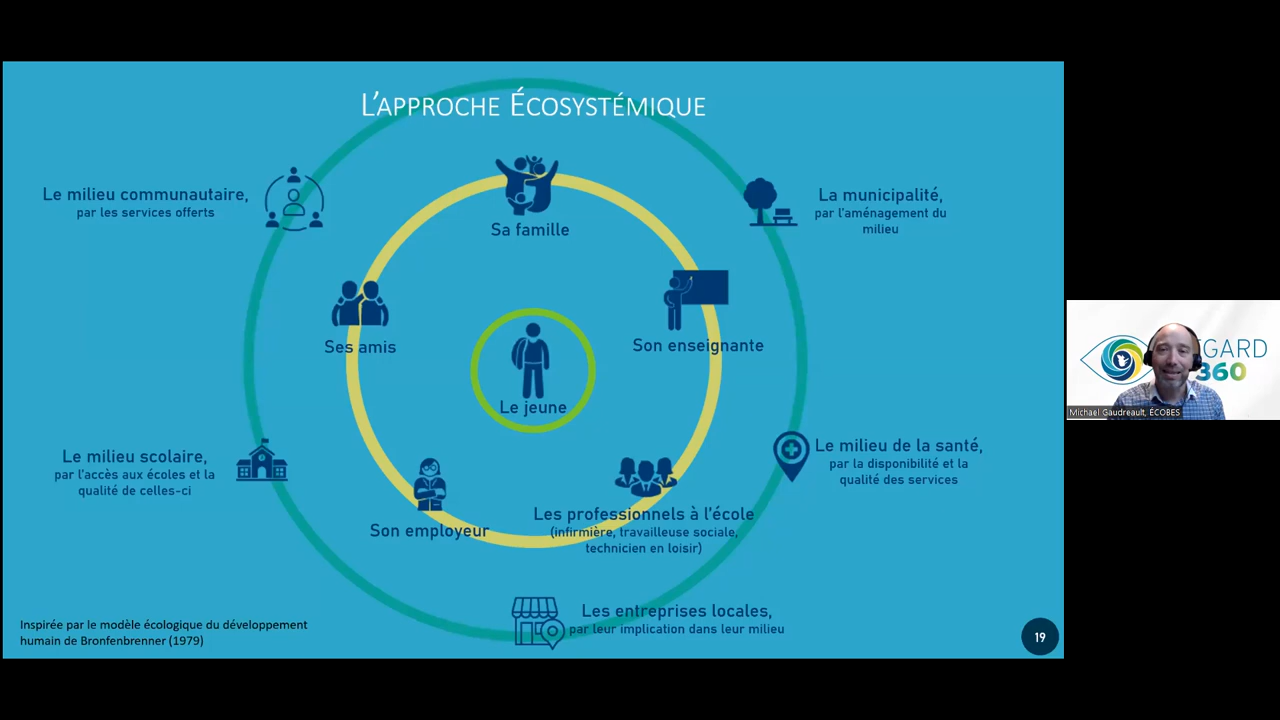 L'APPROCHE ÉCOSYSTÉMIQUE
Le milieu communautaire,
par les services offerts
La municipalité,
par l'aménagement du
milieu
Sa famille
Ses amis
Son enseignante
Le jeune
Le milieu scolaire,
par l'accès aux écoles et la
qualité de celles-ci
Le milieu de la santé,
par la disponibilité et la
qualité des services
Son employeur
Les professionnels à l'école
(infirmière, travailleuse sociale,
technicien en loisir)
Les entreprises locales,
par leur implication dans leur milieu
Inspirée par le modèle écologique du développement
humain de Bronfenbrenner (1979)
19
GARD
360
Michael Gaudreault, ÉCOBES